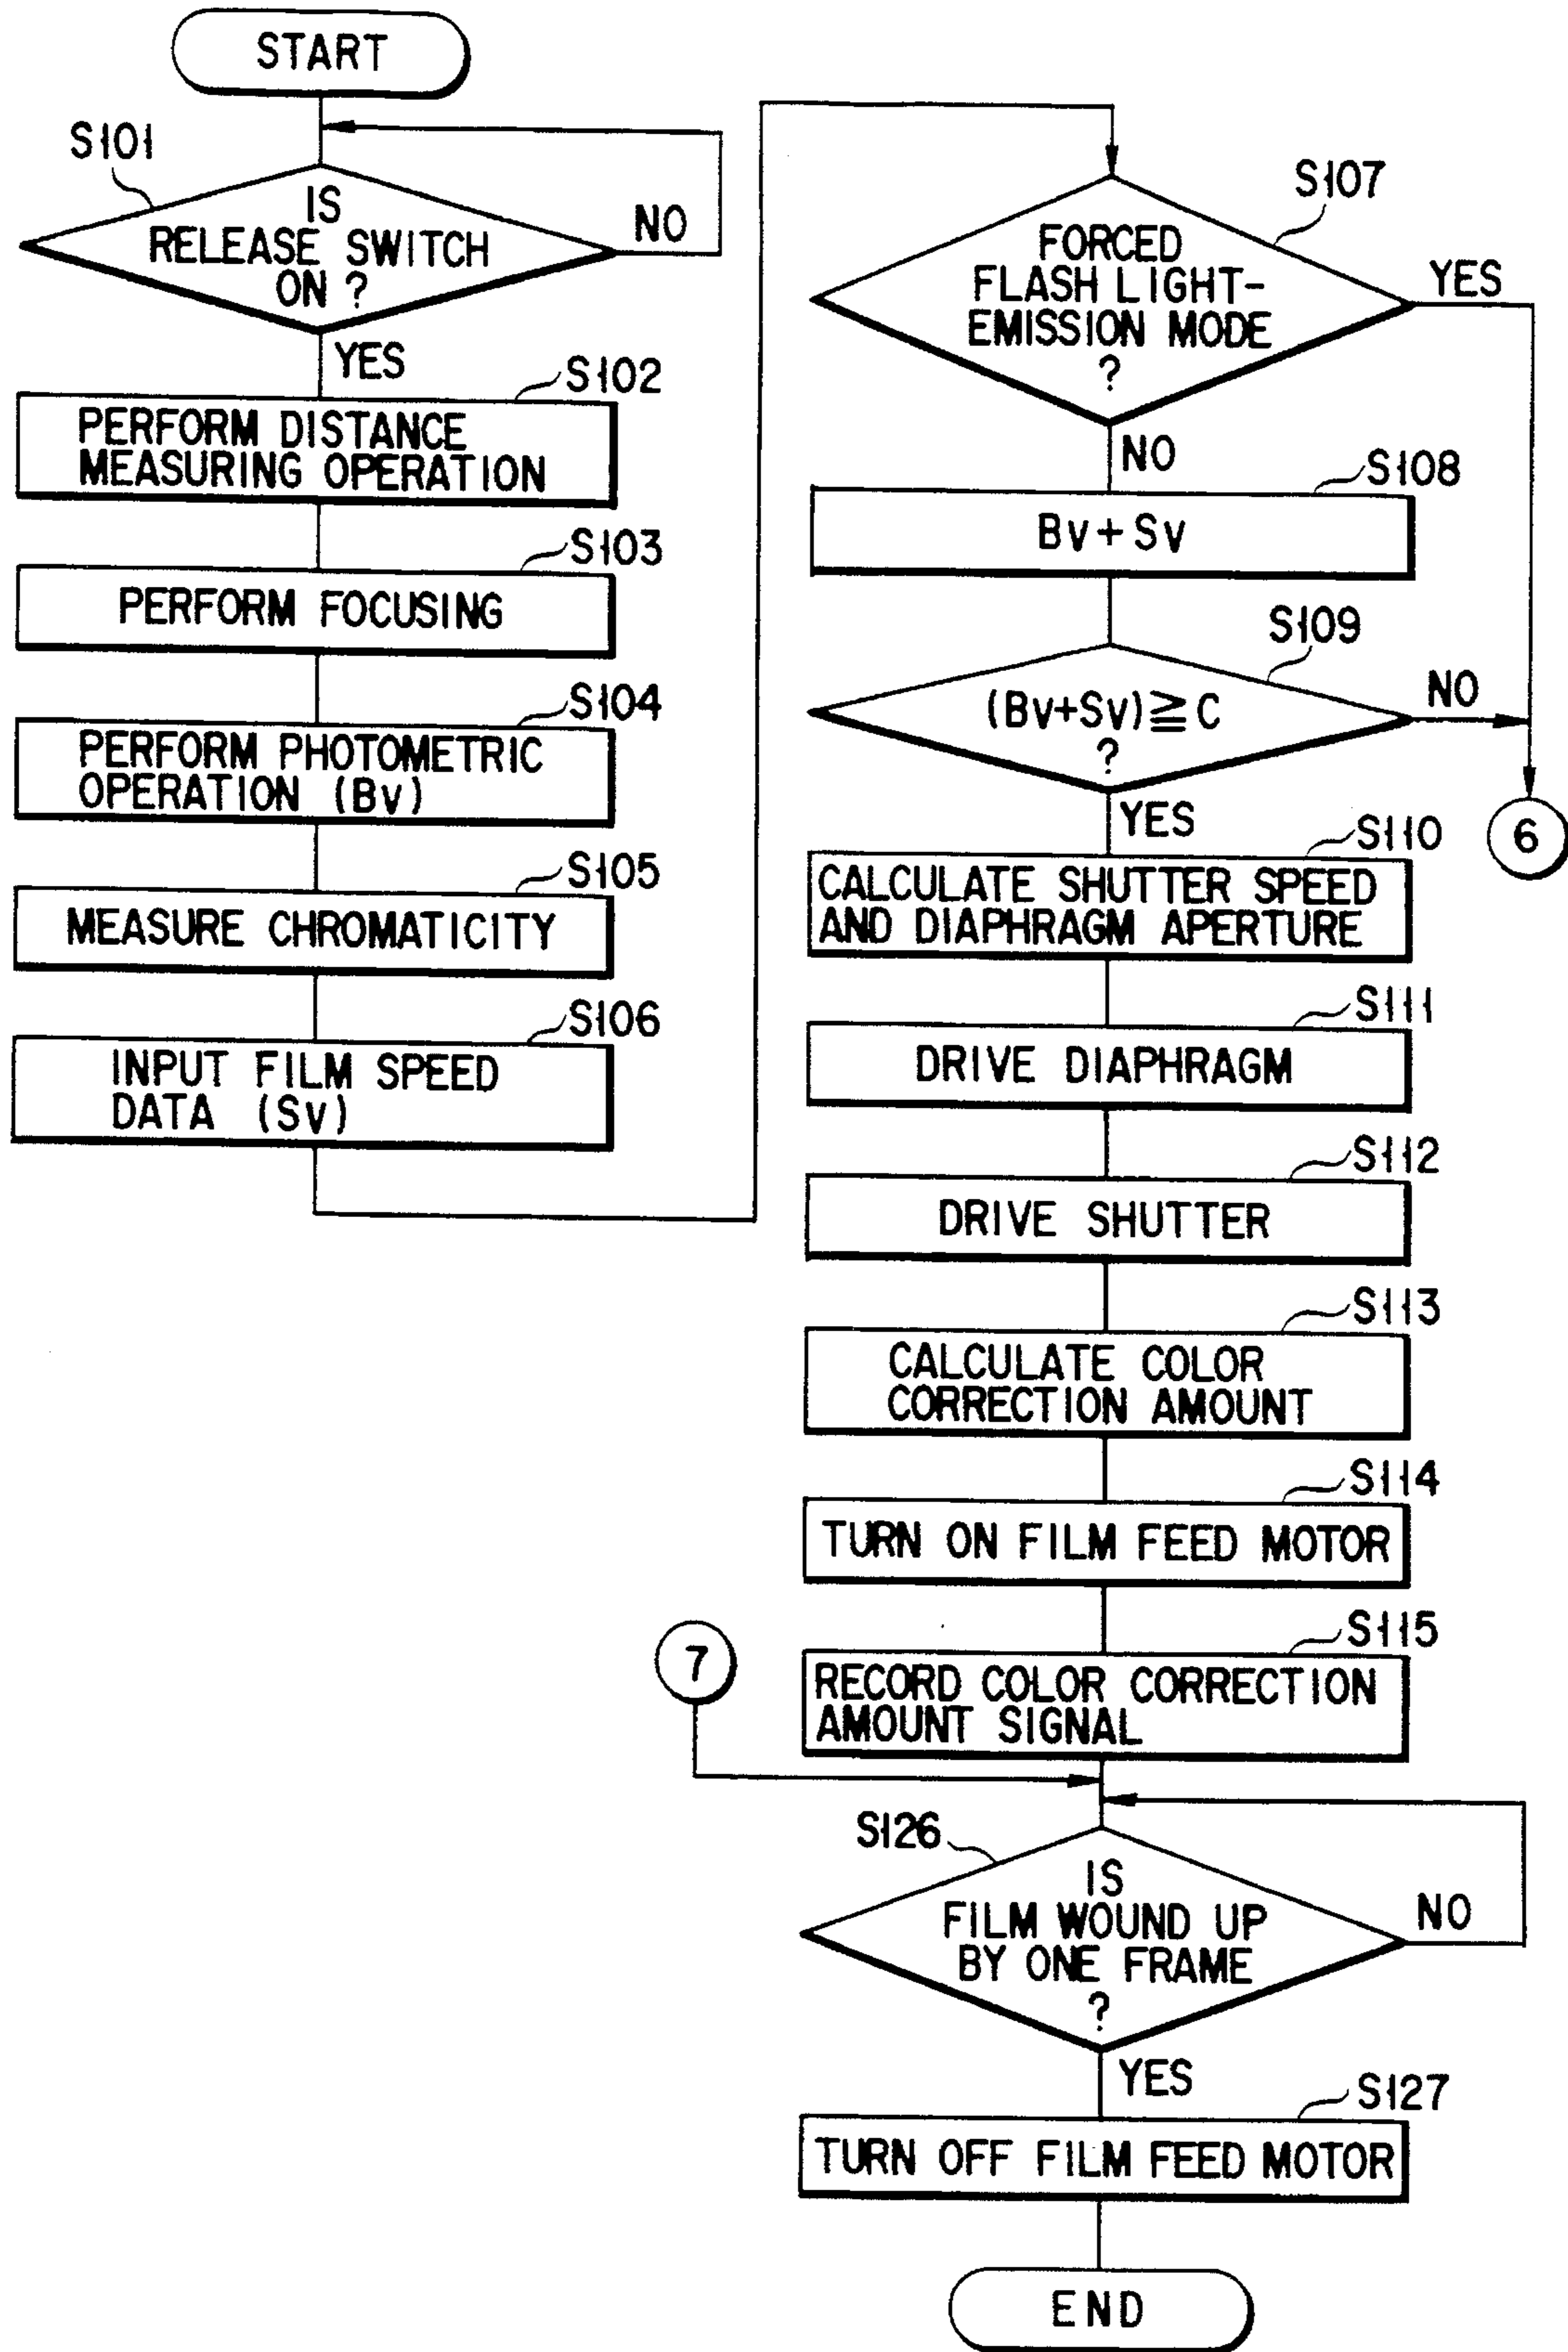 START
S101
IS
RELEASE SWITCH
ON ?
NO
YES
S102
PERFORM DISTANCE
MEASURING OPERATION
S103
PERFORM FOCUSING
S104
PERFORM PHOTOMETRIC
OPERATION (Bv)
S105
MEASURE CHROMATICITY
S106
INPUT FILM SPEED
DATA (Sv)
S107
FORCED
FLASH LIGHT-
EMISSION MODE
?
YES
NO
S108
Bv + Sv
S109
(Bv+Sv)≧C
?
NO
6
YES
S110
CALCULATE SHUTTER SPEED
AND DIAPHRAGM APERTURE
S111
DRIVE DIAPHRAGM
S112
DRIVE SHUTTER
S113
CALCULATE COLOR
CORRECTION AMOUNT
S114
TURN ON FILM FEED MOTOR
S115
RECORD COLOR CORRECTION
AMOUNT SIGNAL
7
S126
IS
FILM WOUND UP
BY ONE FRAME
?
NO
YES
S127
TURN OFF FILM FEED MOTOR
END